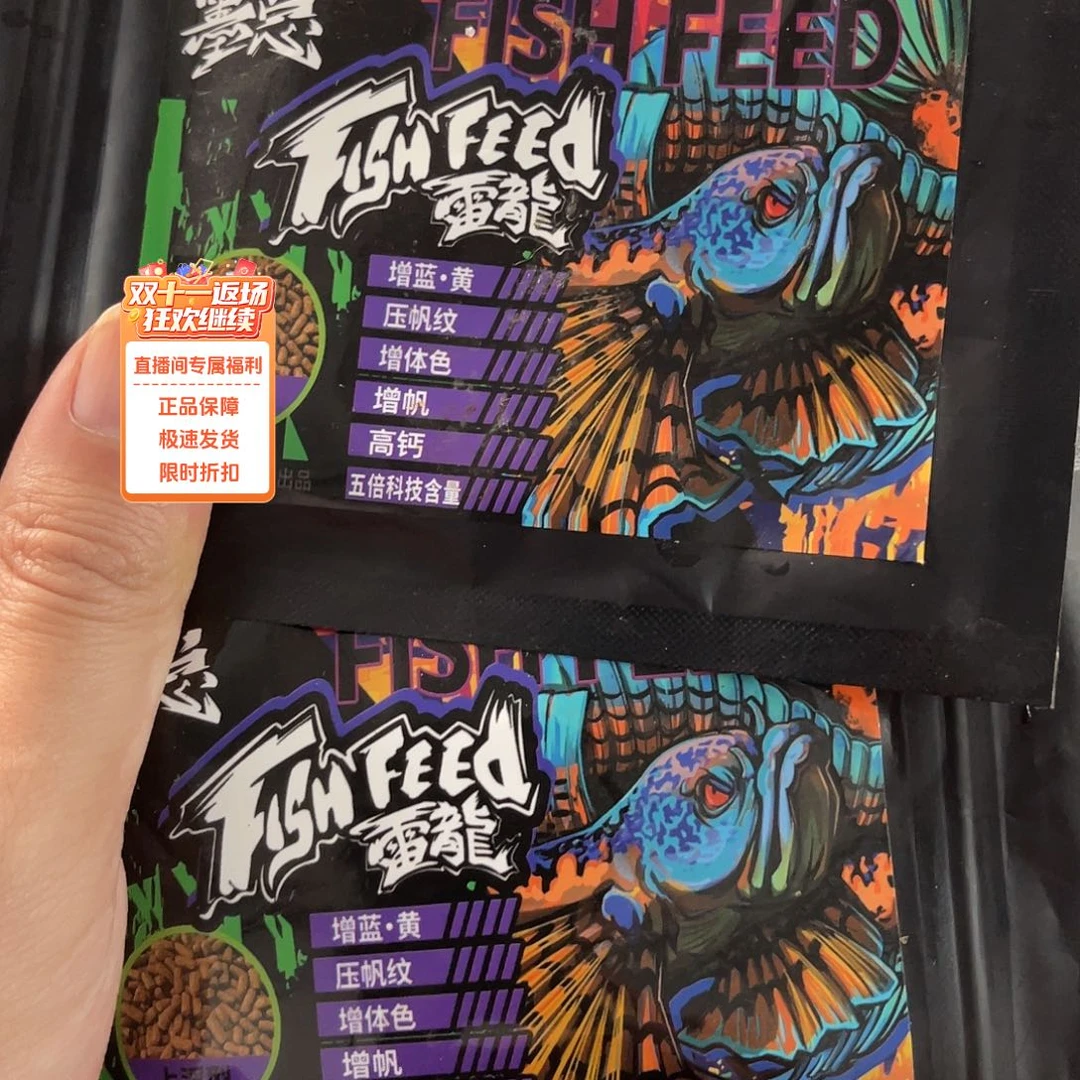 FISH FEED
FISH FEED
雷龍
增蓝·黄
压帆纹
增体色
增帆
高钙
五倍科技含量
出品
双十一返场
狂欢继续
直播间专属福利
正品保障
极速发货
限时折扣
FISH FEED
雷龍
增蓝·黄
压帆纹
增体色
增帆